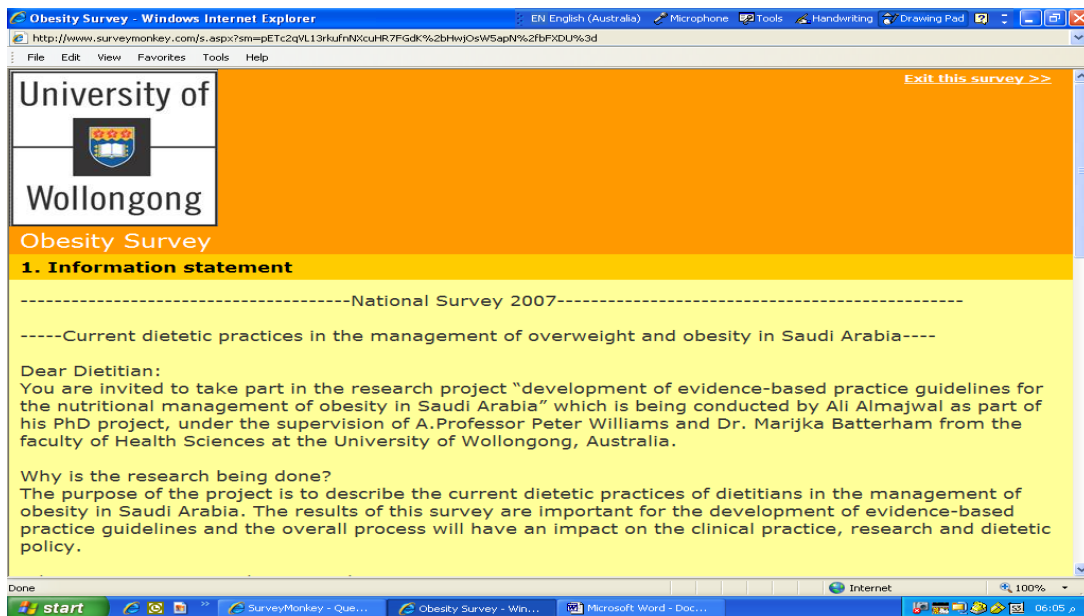 Obesity Survey - Windows Internet Explorer
EN English (Australia) Microphone Tools Handwriting Drawing Pad
http://www.surveymonkey.com/s.aspx?sm=pETc2qVL13rkufnNXcuHR7FGdK%2bHwjOsW5apN%2fbFXDU%3d
File Edit View Favorites Tools Help
Exit this survey >>
University of
Wollongong
Obesity Survey
1. Information statement
---------------------------------------National Survey 2007------------------------------------------------
-----Current dietetic practices in the management of overweight and obesity in Saudi Arabia----
Dear Dietitian:
You are invited to take part in the research project “development of evidence-based practice guidelines for
the nutritional management of obesity in Saudi Arabia” which is being conducted by Ali Almajwal as part of
his PhD project, under the supervision of A.Professor Peter Williams and Dr. Marijka Batterham from the
faculty of Health Sciences at the University of Wollongong, Australia.
Why is the research being done?
The purpose of the project is to describe the current dietetic practices of dietitians in the management of
obesity in Saudi Arabia. The results of this survey are important for the development of evidence-based
practice guidelines and the overall process will have an impact on the clinical practice, research and dietetic
policy.
Done Internet 100%
start SurveyMonkey - Que... Obesity Survey - Win... Microsoft Word - Doc... 06:05 م